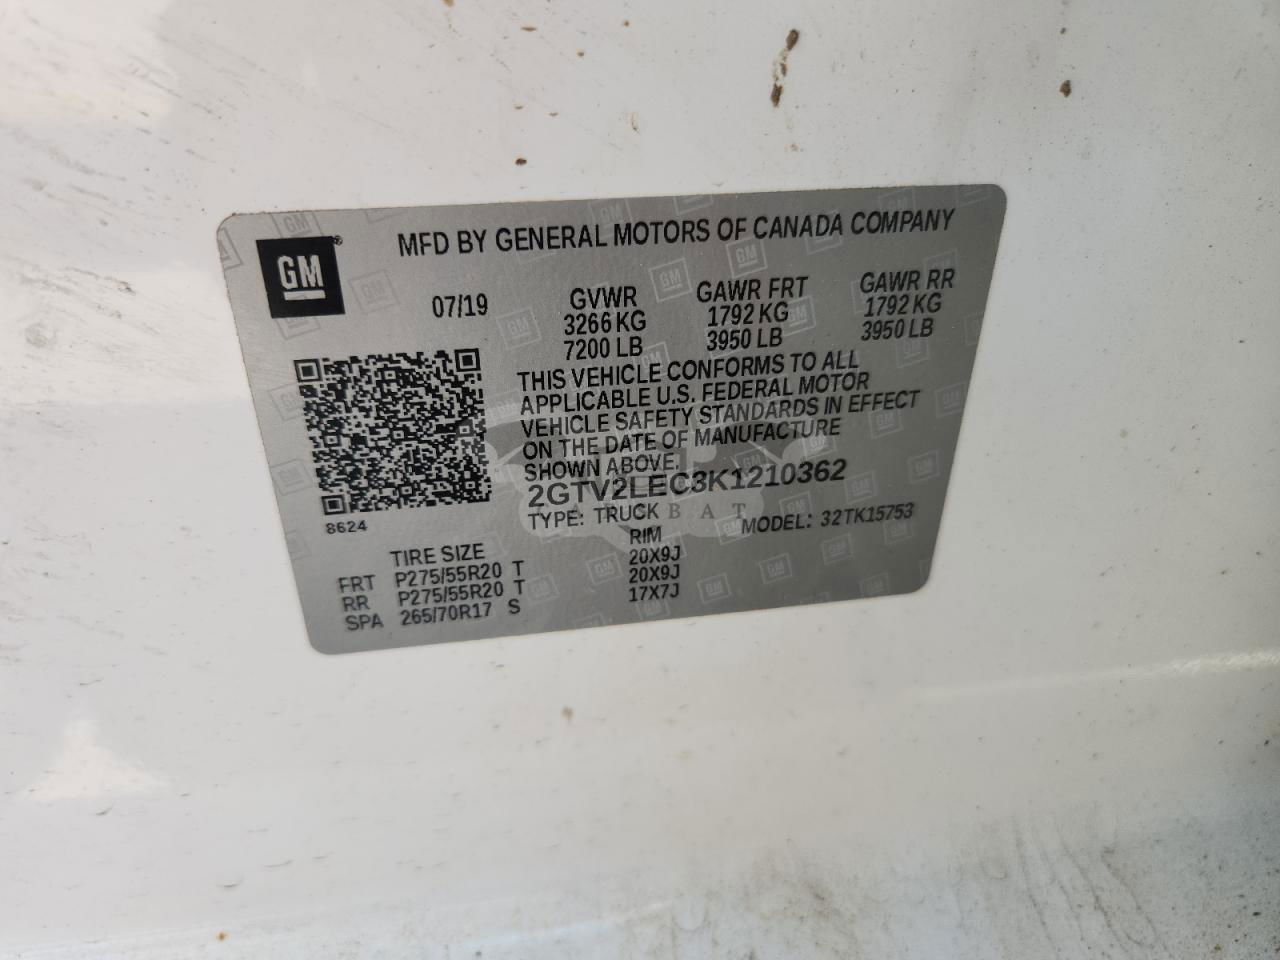 MFD BY GENERAL MOTORS OF CANADA COMPANY
GM®
07/19 GVWR GAWR FRT GAWR RR
3266 KG 1792 KG 1792 KG
7200 LB 3950 LB 3950 LB
THIS VEHICLE CONFORMS TO ALL
APPLICABLE U.S. FEDERAL MOTOR
VEHICLE SAFETY STANDARDS IN EFFECT
ON THE DATE OF MANUFACTURE
SHOWN ABOVE.
2GTV2LEC3K1210362
8624 TYPE: TRUCK MODEL: 32TK15753
TIRE SIZE RIM
FRT P275/55R20 T 20X9J
RR P275/55R20 T 20X9J
SPA 265/70R17 S 17X7J